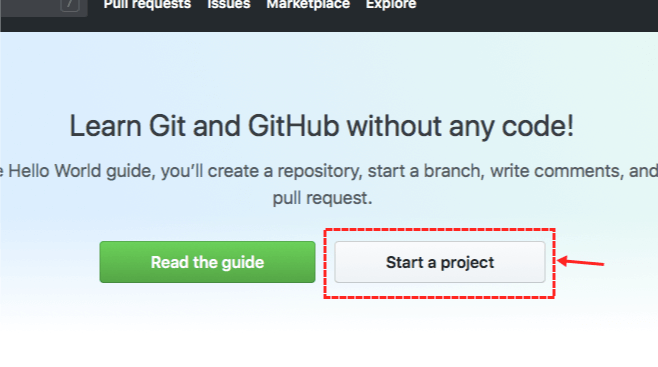 /
Pull requests Issues Marketplace Explore
Learn Git and GitHub without any code!
e Hello World guide, you’ll create a repository, start a branch, write comments, and
pull request.
Read the guide Start a project